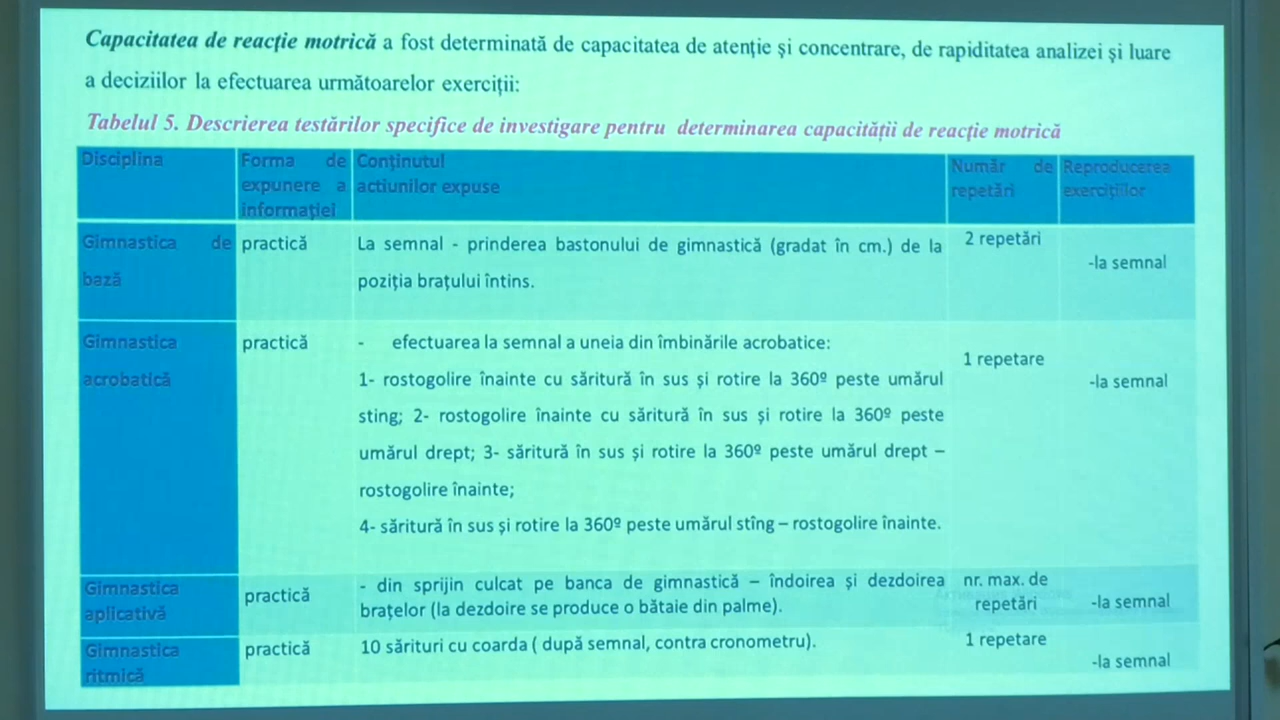 Capacitatea de reacție motrică a fost determinată de capacitatea de atenție și concentrare, de rapiditatea analizei și luare
a deciziilor la efectuarea următoarelor exerciții:
Tabelul 5. Descrierea testărilor specifice de investigare pentru determinarea capacității de reacție motrică
Disciplina
Forma de
expunere a
informației
Conținutul
actiunilor expuse
Număr de
repetări
Reproducerea
exercițiilor
Gimnastica de
bază
practică
La semnal - prinderea bastonului de gimnastică (gradat în cm.) de la
poziția brațului întins.
2 repetări
-la semnal
Gimnastica
acrobatică
practică
- efectuarea la semnal a uneia din îmbinările acrobatice:
1- rostogolire înainte cu săritură în sus și rotire la 360º peste umărul
sting; 2- rostogolire înainte cu săritură în sus și rotire la 360º peste
umărul drept; 3- săritură în sus și rotire la 360º peste umărul drept –
rostogolire înainte;
4- săritură în sus și rotire la 360º peste umărul stîng – rostogolire înainte.
1 repetare
-la semnal
Gimnastica
aplicativă
practică
- din sprijin culcat pe banca de gimnastică – îndoirea și dezdoirea
brațelor (la dezdoire se produce o bătaie din palme).
nr. max. de
repetări
-la semnal
Gimnastica
ritmică
practică
10 sărituri cu coarda ( după semnal, contra cronometru).
1 repetare
-la semnal